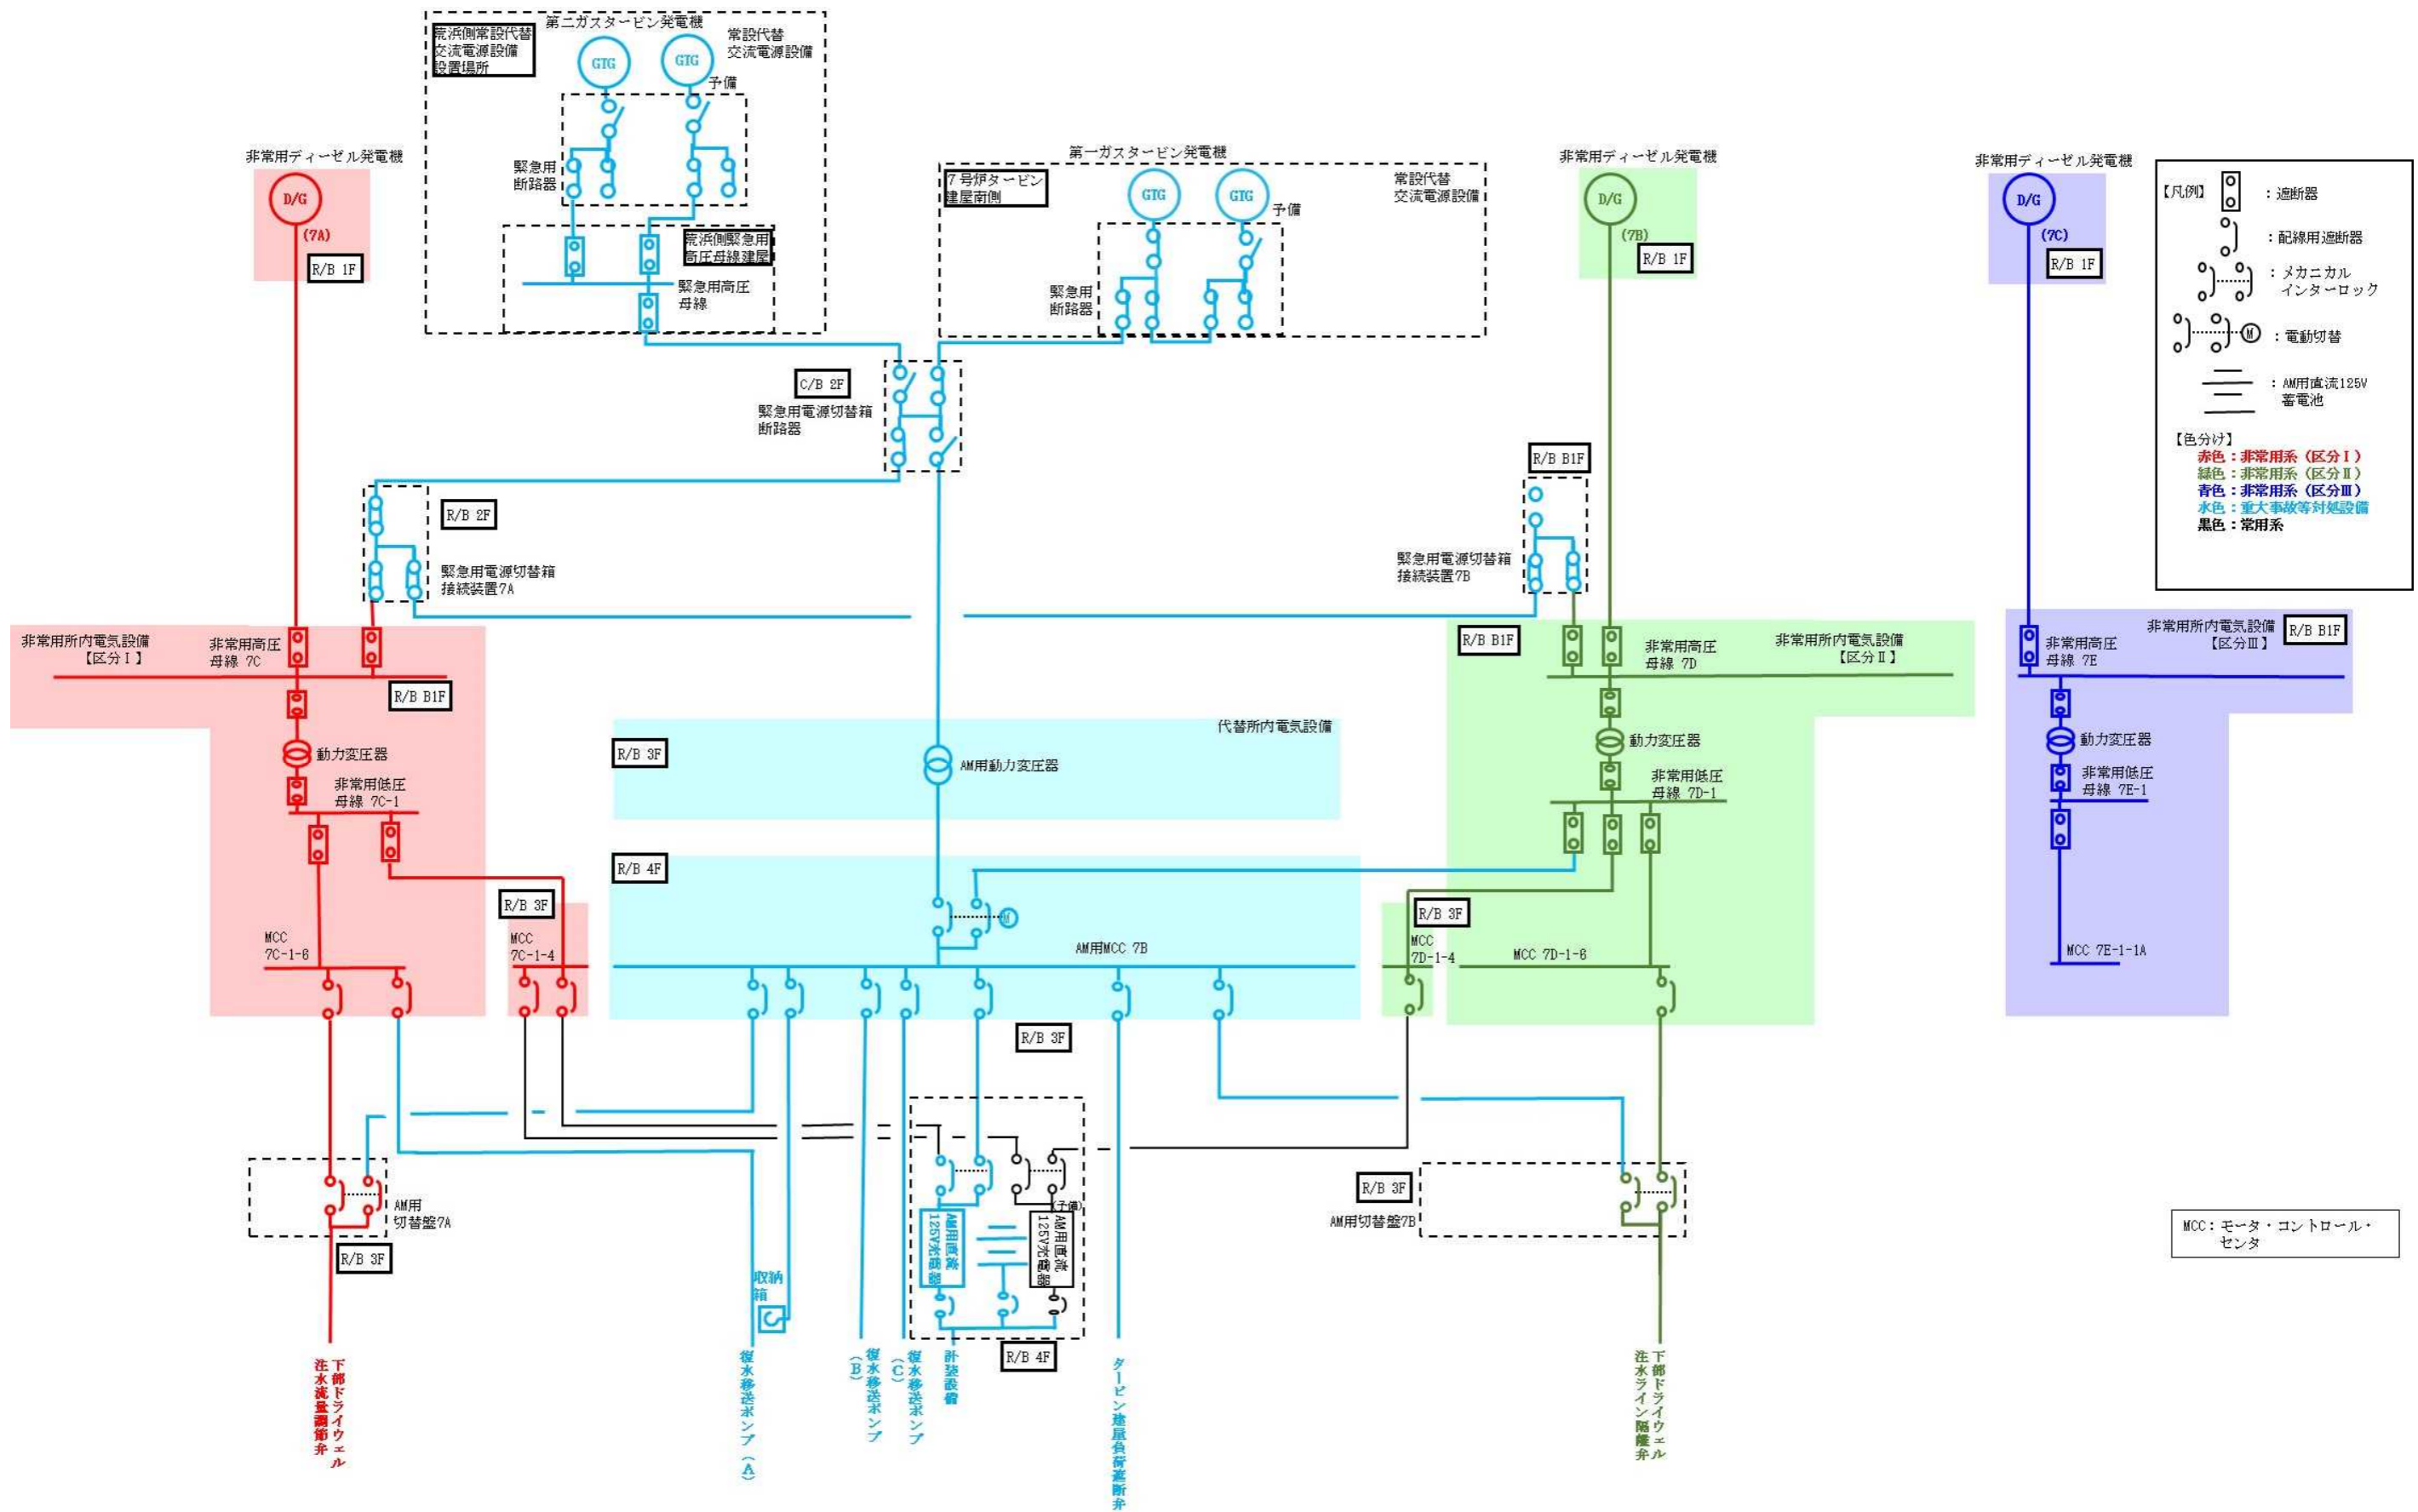 第二ガスタービン発電機
荒浜側常設代替
交流電源設備
設置場所
常設代替
交流電源設備
GTG
GTG
予備
緊急用
断路器
荒浜側緊急用
高圧母線建屋
緊急用高圧
母線
非常用ディーゼル発電機
D/G
(7A)
R/B 1F
第一ガスタービン発電機
7号炉タービン
建屋南側
常設代替
交流電源設備
GTG
GTG
予備
緊急用
断路器
非常用ディーゼル発電機
D/G
(7B)
R/B 1F
非常用ディーゼル発電機
D/G
(7C)
R/B 1F
【凡例】
：遮断器
：配線用遮断器
：メカニカル
インターロック
M
：電動切替
：AM用直流125V
蓄電池
【色分け】
赤色：非常用系（区分Ⅰ）
緑色：非常用系（区分Ⅱ）
青色：非常用系（区分Ⅲ）
水色：重大事故等対処設備
黒色：常用系
C/B 2F
緊急用電源切替箱
断路器
R/B 2F
緊急用電源切替箱
接続装置7A
R/B B1F
緊急用電源切替箱
接続装置7B
非常用所内電気設備
【区分Ⅰ】
非常用高圧
母線 7C
R/B B1F
動力変圧器
非常用低圧
母線 7C-1
R/B B1F
非常用高圧
母線 7D
非常用所内電気設備
【区分Ⅱ】
動力変圧器
非常用低圧
母線 7D-1
非常用高圧
母線 7E
非常用所内電気設備
【区分Ⅲ】
R/B B1F
動力変圧器
非常用低圧
母線 7E-1
代替所内電気設備
R/B 3F
AM用動力変圧器
R/B 4F
M
AM用MCC 7B
R/B 3F
MCC
7C-1-6
MCC
7C-1-4
R/B 3F
MCC
7D-1-4
MCC 7D-1-6
MCC 7E-1-1A
R/B 3F
AM用
切替盤7A
R/B 3F
R/B 3F
AM用切替盤7B
(予備)
AM用直流
125V充電器
AM用直流
125V充電器
収納
箱
R/B 4F
MCC：モータ・コントロール・
センタ
下部ドライウェル
注水流量調節弁
復水移送ポンプ（A）
復水移送ポンプ
（B）
復水移送ポンプ
（C）
計装設備
タービン建屋負荷遮断弁
下部ドライウェル
注水ライン隔離弁